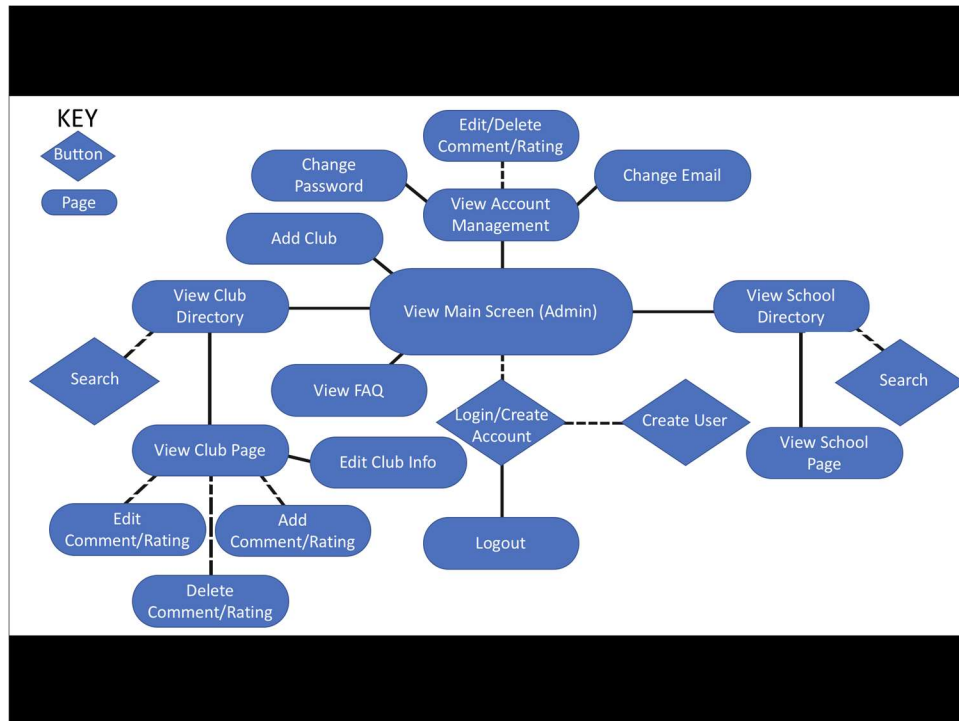 KEY
Button
Page
Edit/Delete
Comment/Rating
Change
Password
Change Email
View Account
Management
Add Club
View Club
Directory
View Main Screen (Admin)
View School
Directory
Search
View FAQ
Login/Create
Account
Create User
Search
View Club Page
Edit Club Info
View School
Page
Edit
Comment/Rating
Add
Comment/Rating
Logout
Delete
Comment/Rating